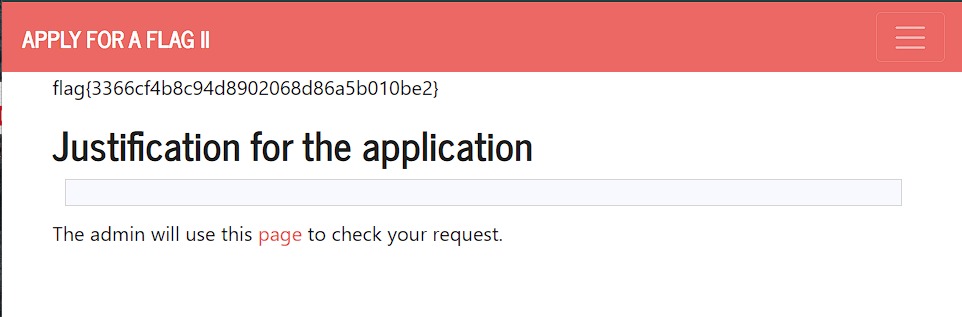 APPLY FOR A FLAG II
flag{3366cf4b8c94d8902068d86a5b010be2}
Justification for the application
The admin will use this page to check your request.